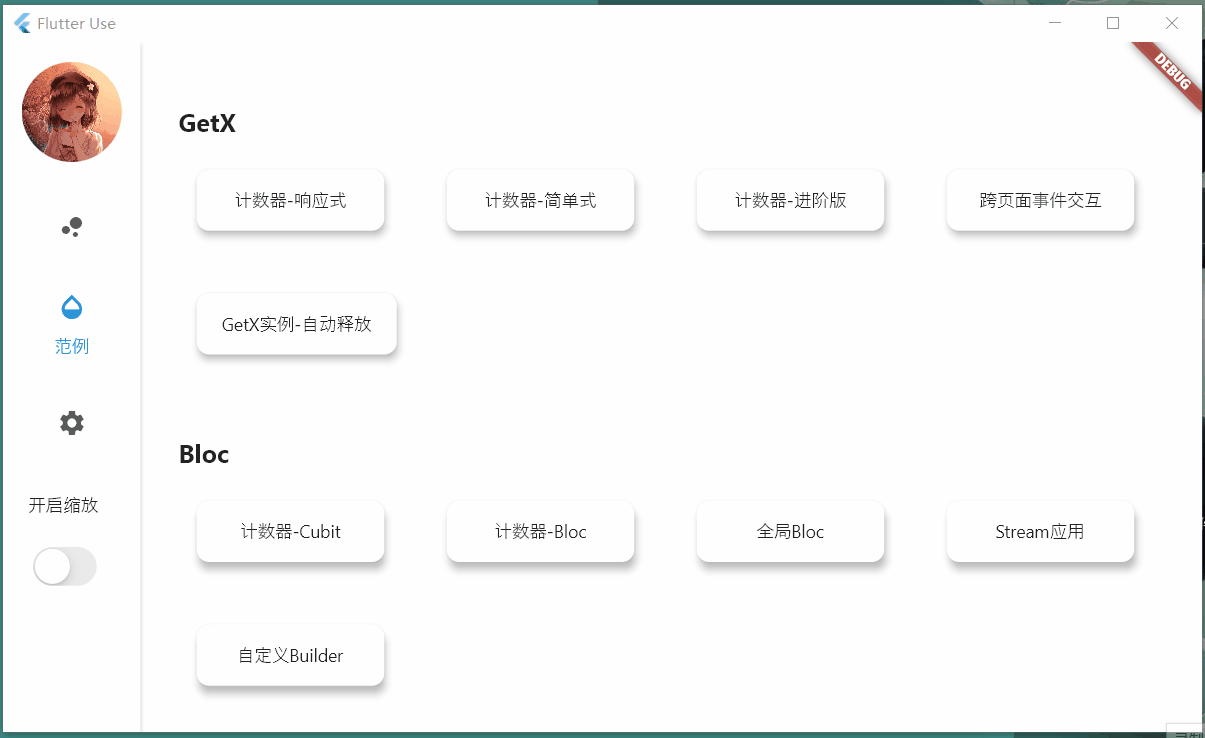 Flutter Use
DEBUG
GetX
计数器-响应式
计数器-简单式
计数器-进阶版
跨页面事件交互
GetX实例-自动释放
范例
Bloc
开启缩放
计数器-Cubit
计数器-Bloc
全局Bloc
Stream应用
自定义Builder